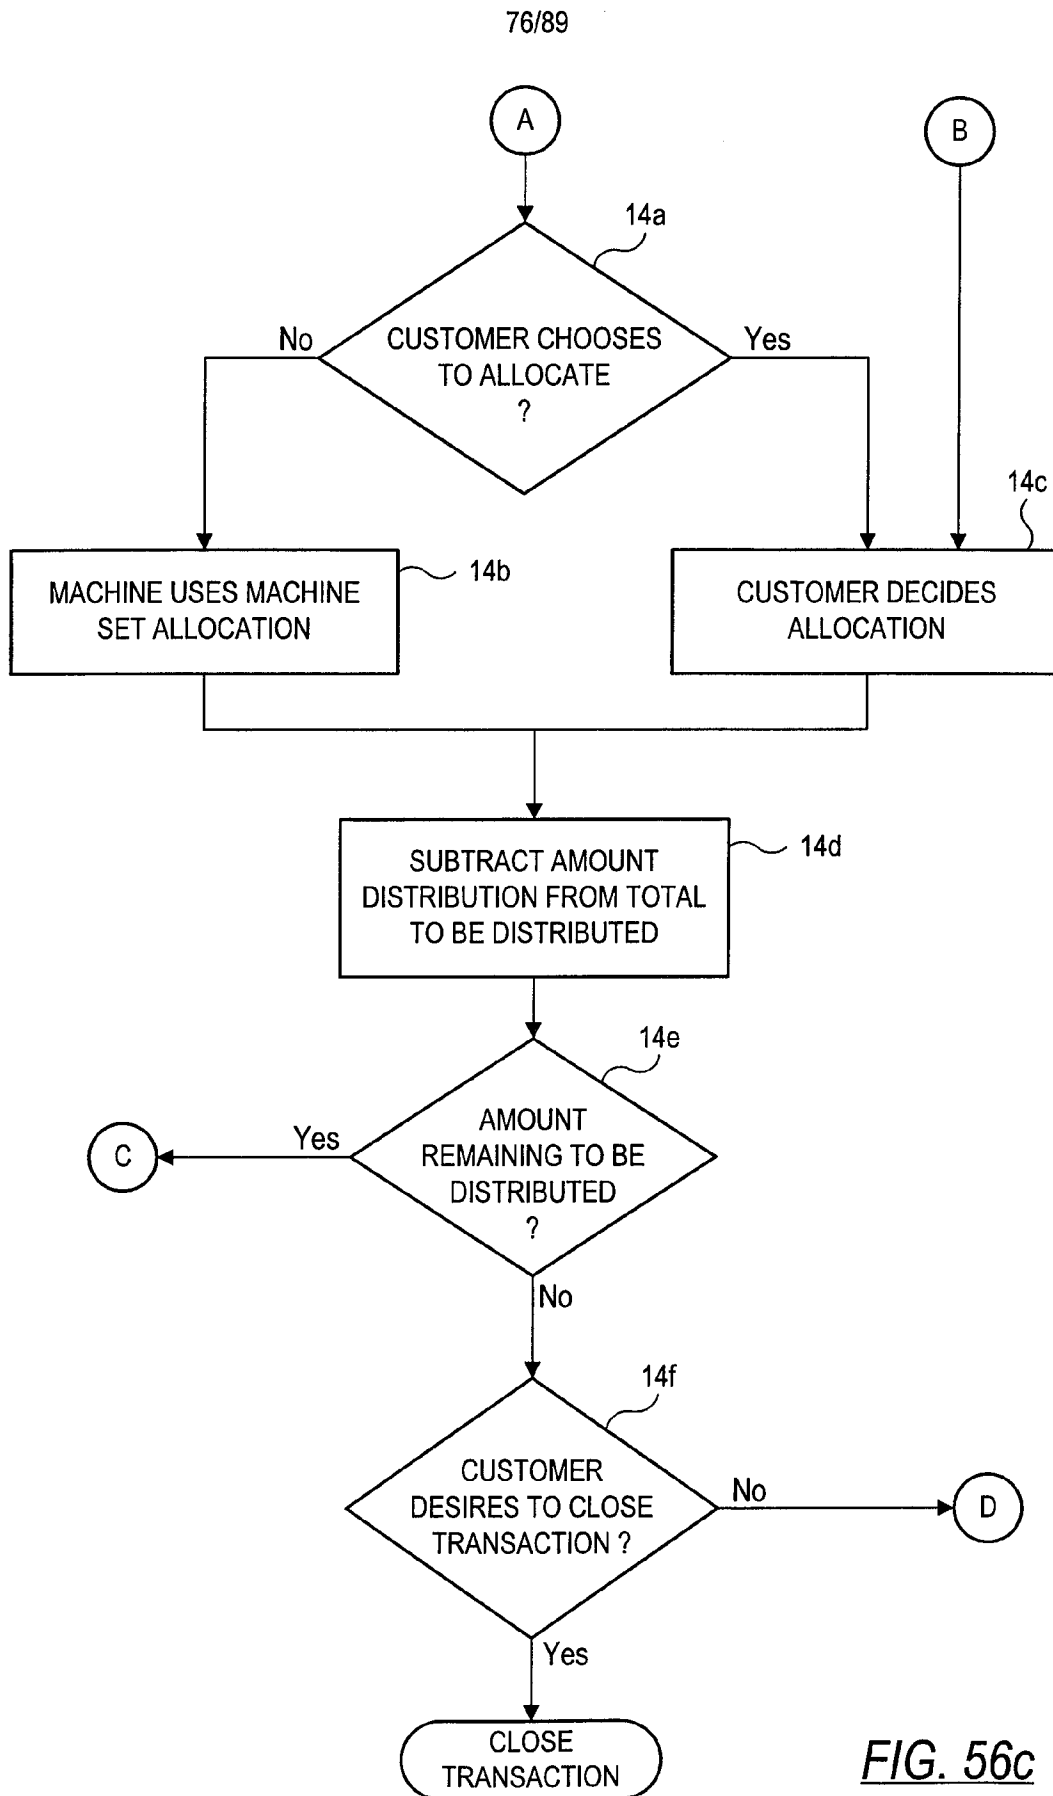 76/89
A
B
14a
No
CUSTOMER CHOOSES
TO ALLOCATE
?
Yes
14c
MACHINE USES MACHINE
SET ALLOCATION
14b
CUSTOMER DECIDES
ALLOCATION
SUBTRACT AMOUNT
DISTRIBUTION FROM TOTAL
TO BE DISTRIBUTED
14d
14e
C
Yes
AMOUNT
REMAINING TO BE
DISTRIBUTED
?
No
14f
CUSTOMER
DESIRES TO CLOSE
TRANSACTION ?
No
D
Yes
CLOSE
TRANSACTION
FIG. 56c